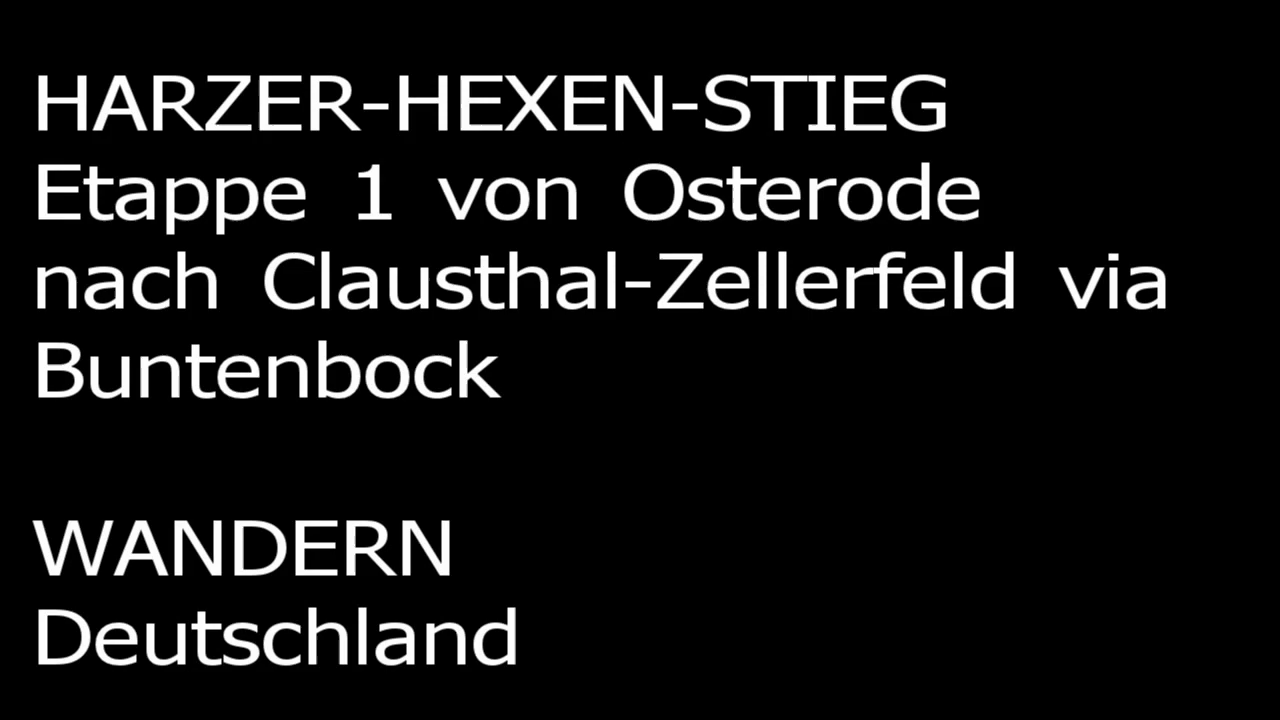 HARZER-HEXEN-STIEG
Etappe 1 von Osterode
nach Clausthal-Zellerfeld via
Buntenbock
WANDERN
Deutschland